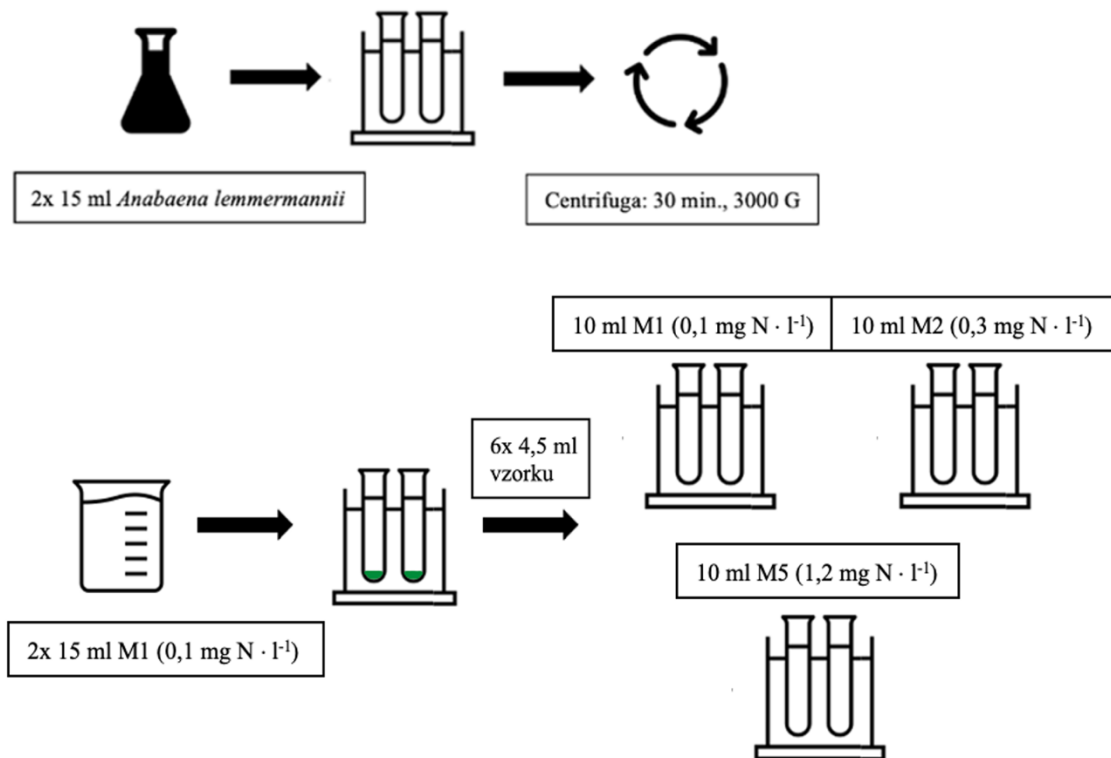 2x 15 ml Anabaena lemmermannii
Centrifuga: 30 min., 3000 G
10 ml M1 (0,1 mg N · l⁻¹)
10 ml M2 (0,3 mg N · l⁻¹)
6x 4,5 ml
vzorku
10 ml M5 (1,2 mg N · l⁻¹)
2x 15 ml M1 (0,1 mg N · l⁻¹)